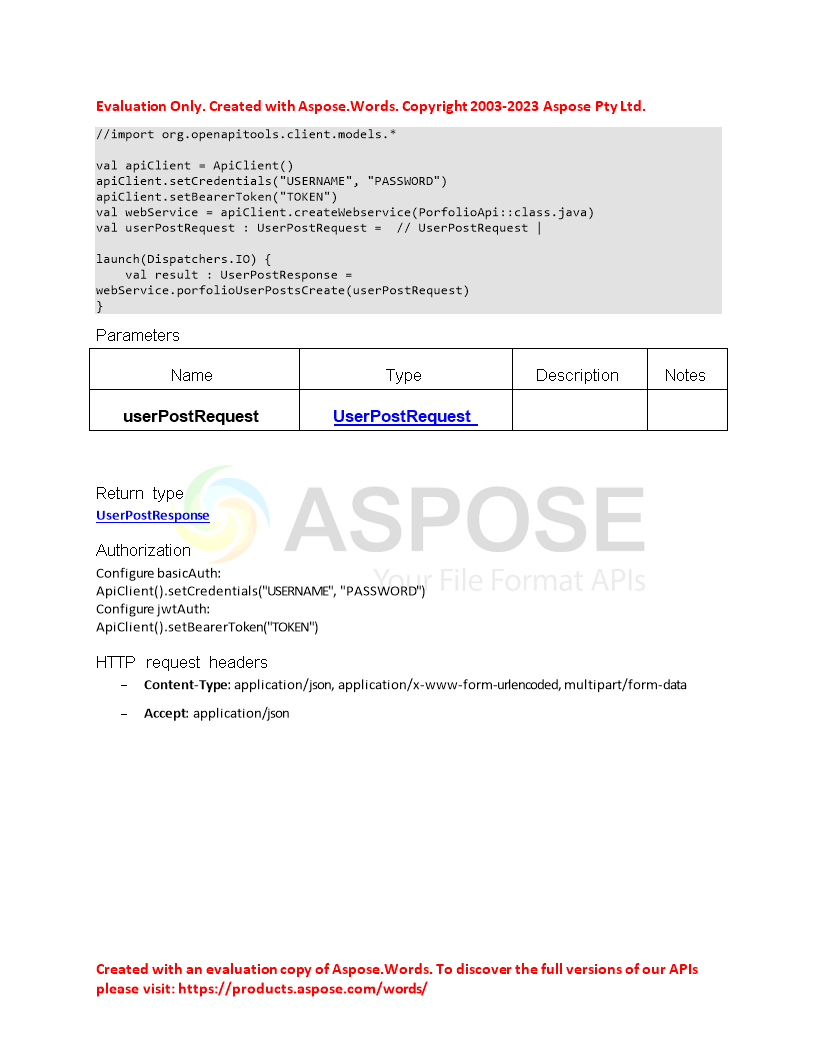 Evaluation Only. Created with Aspose.Words. Copyright 2003-2023 Aspose Pty Ltd.
//import org.openapitools.client.models.*
val apiClient = ApiClient()
apiClient.setCredentials("USERNAME", "PASSWORD")
apiClient.setBearerToken("TOKEN")
val webService = apiClient.createWebservice(PorfolioApi::class.java)
val userPostRequest : UserPostRequest =  // UserPostRequest |
launch(Dispatchers.IO) {
    val result : UserPostResponse =
webService.porfolioUserPostsCreate(userPostRequest)
}
Parameters
Name Type Description Notes
userPostRequest UserPostRequest
Return type
UserPostResponse
ASPOSE
Your File Format APIs
Authorization
Configure basicAuth:
ApiClient().setCredentials("USERNAME", "PASSWORD")
Configure jwtAuth:
ApiClient().setBearerToken("TOKEN")
HTTP request headers
– Content-Type: application/json, application/x-www-form-urlencoded, multipart/form-data
– Accept: application/json
Created with an evaluation copy of Aspose.Words. To discover the full versions of our APIs
please visit: https://products.aspose.com/words/